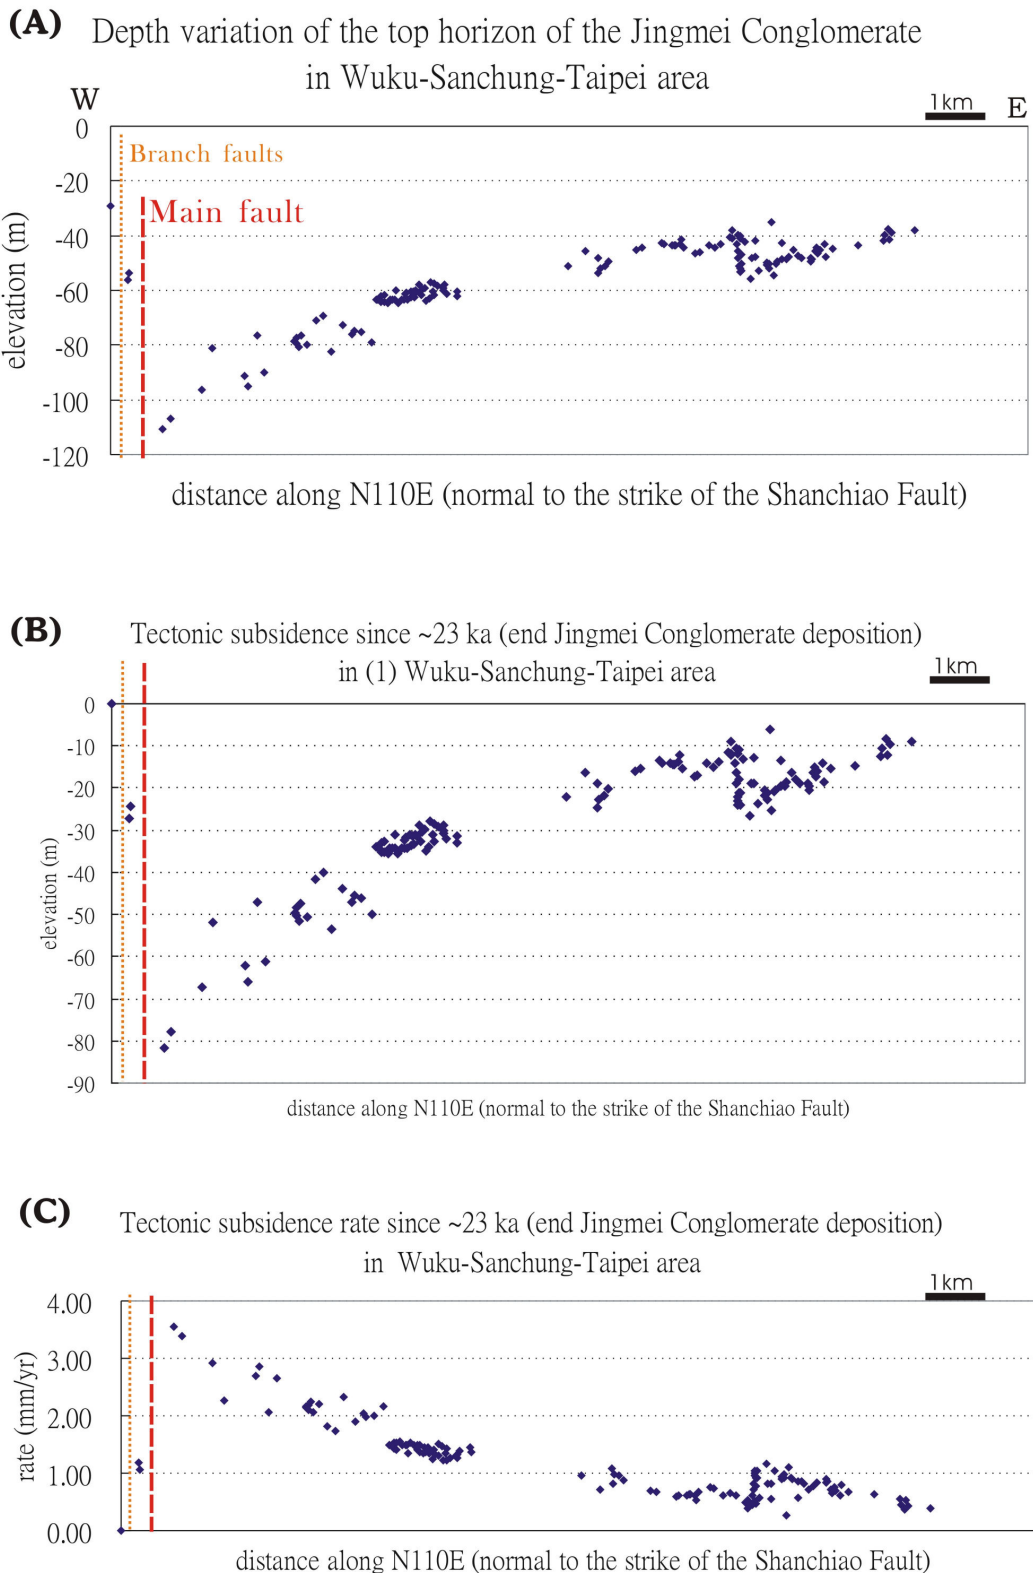 (A) Depth variation of the top horizon of the Jingmei Conglomerate
in Wuku-Sanchung-Taipei area
W
1km
E
0
Branch faults
-20
Main fault
-40
-60
-80
-100
-120
elevation (m)
distance along N110E (normal to the strike of the Shanchiao Fault)
(B) Tectonic subsidence since ~23 ka (end Jingmei Conglomerate deposition)
in (1) Wuku-Sanchung-Taipei area
1km
0
-10
-20
-30
-40
-50
-60
-70
-80
-90
elevation (m)
distance along N110E (normal to the strike of the Shanchiao Fault)
(C) Tectonic subsidence rate since ~23 ka (end Jingmei Conglomerate deposition)
in Wuku-Sanchung-Taipei area
1km
4.00
3.00
2.00
1.00
0.00
rate (mm/yr)
distance along N110E (normal to the strike of the Shanchiao Fault)